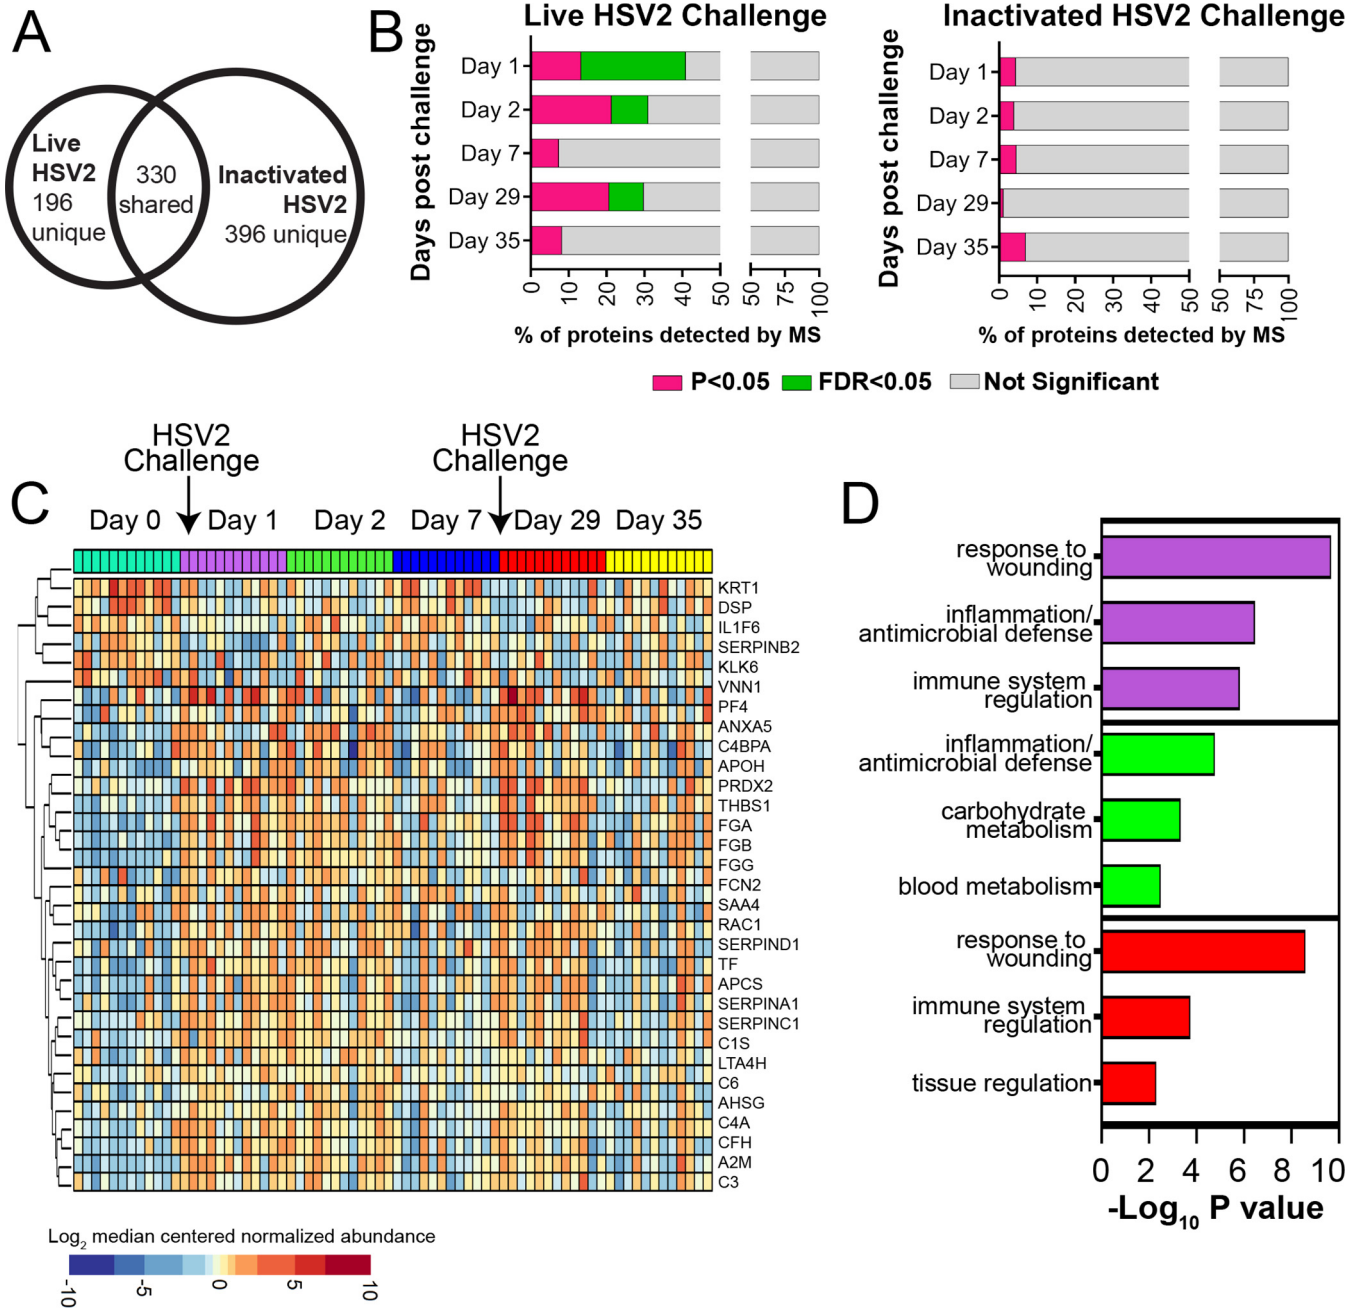 A
Live
HSV2
196
unique
330
shared
Inactivated
HSV2
396 unique
B
Live HSV2 Challenge
Days post challenge
Day 1
Day 2
Day 7
Day 29
Day 35
0 10 20 30 40 50 50 75 100
% of proteins detected by MS
Inactivated HSV2 Challenge
Days post challenge
Day 1
Day 2
Day 7
Day 29
Day 35
0 10 20 30 40 50 50 75 100
% of proteins detected by MS
P<0.05 FDR<0.05 Not Significant
C
HSV2
Challenge
HSV2
Challenge
Day 0 Day 1 Day 2 Day 7 Day 29 Day 35
KRT1
DSP
IL1F6
SERPINB2
KLK6
VNN1
PF4
ANXA5
C4BPA
APOH
PRDX2
THBS1
FGA
FGB
FGG
FCN2
SAA4
RAC1
SERPIND1
TF
APCS
SERPINA1
SERPINC1
C1S
LTA4H
C6
AHSG
C4A
CFH
A2M
C3
Log2 median centered normalized abundance
-10 -5 0 5 10
D
response to
wounding
inflammation/
antimicrobial defense
immune system
regulation
inflammation/
antimicrobial defense
carbohydrate
metabolism
blood metabolism
response to
wounding
immune system
regulation
tissue regulation
0 2 4 6 8 10
-Log10 P value